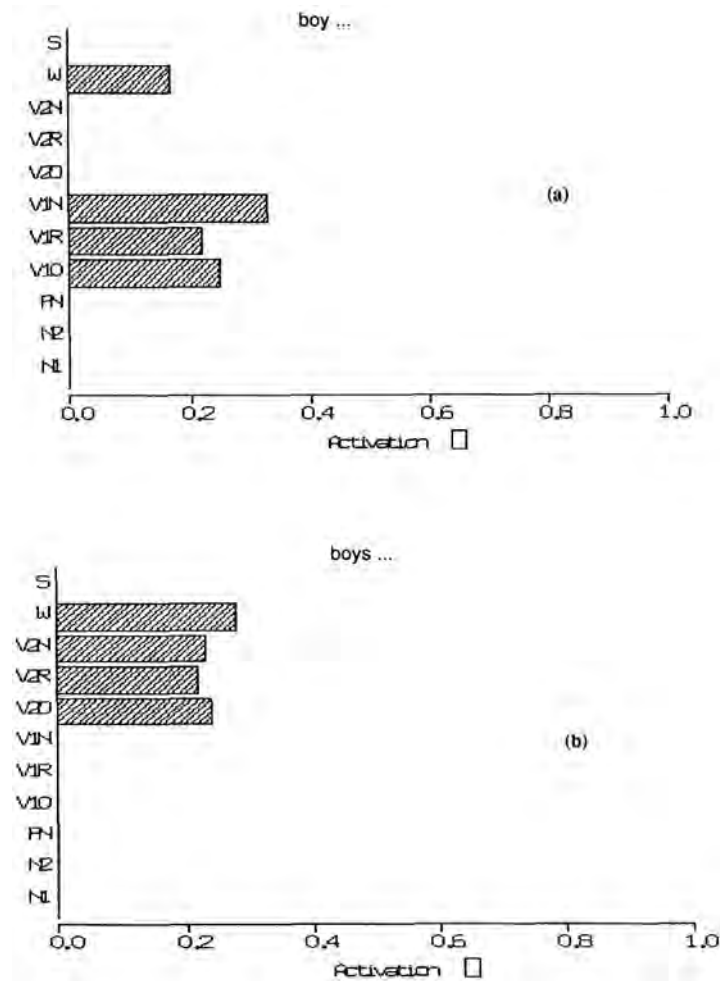 boy ...
S
W
V2N
V2R
V2O
V1N
(a)
V1R
V1O
PN
N2
N1
0.0 0.2 0.4 0.6 0.8 1.0
Activation
boys ...
S
W
V2N
V2R
V2O
V1N
(b)
V1R
V1O
PN
N2
N1
0.0 0.2 0.4 0.6 0.8 1.0
Activation